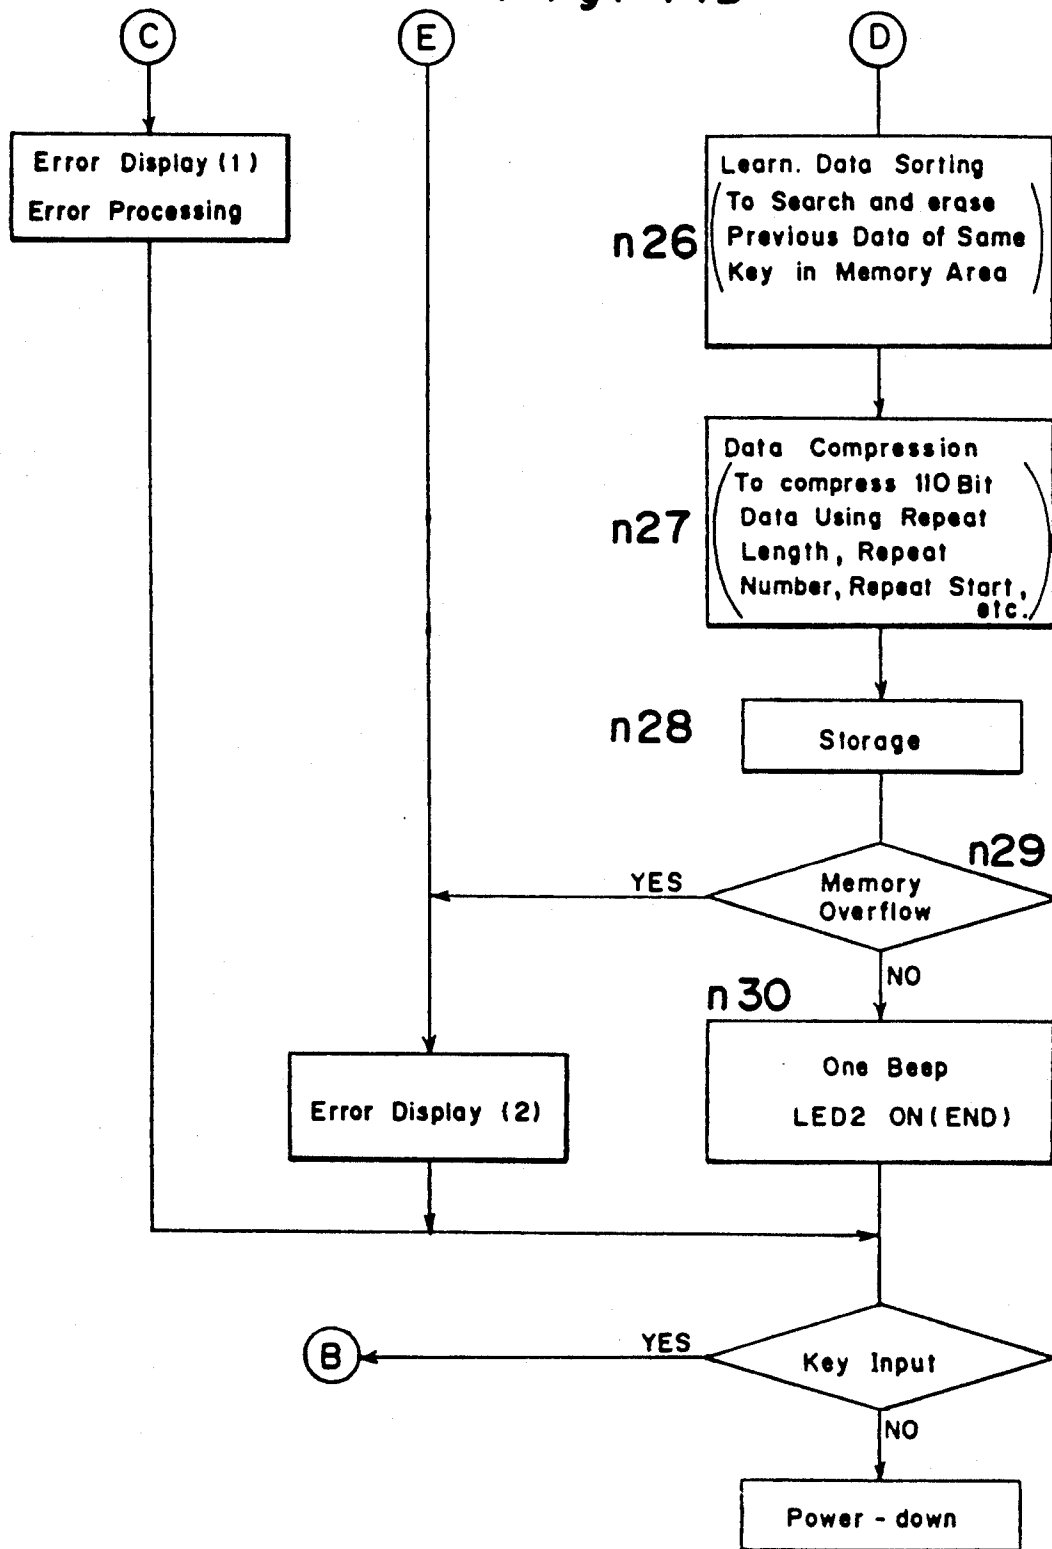 C
E
D
Error Display (1)
Error Processing
n26
Learn. Data Sorting
To Search and erase
Previous Data of Same
Key in Memory Area
n27
Data Compression
To compress 110 Bit
Data Using Repeat
Length, Repeat
Number, Repeat Start,
etc.
n28
Storage
n29
YES
Memory
Overflow
NO
n30
One Beep
LED2 ON (END)
Error Display (2)
B
YES
Key Input
NO
Power - down